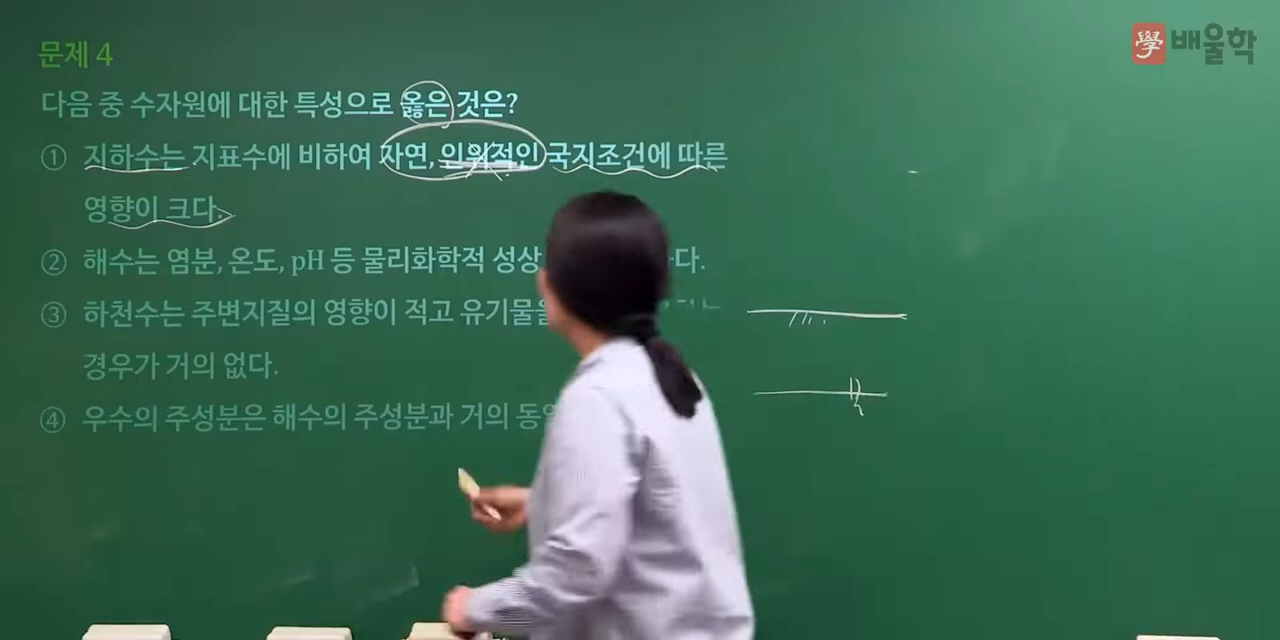 學 배울학
문제 4
다음 중 수자원에 대한 특성으로 옳은 것은?
① 지하수는 지표수에 비하여 자연, 인위적인 국지조건에 따른
영향이 크다.
② 해수는 염분, 온도, pH 등 물리화학적 성상
다.
③ 하천수는 주변지질의 영향이 적고 유기물을
경우가 거의 없다.
④ 우수의 주성분은 해수의 주성분과 거의